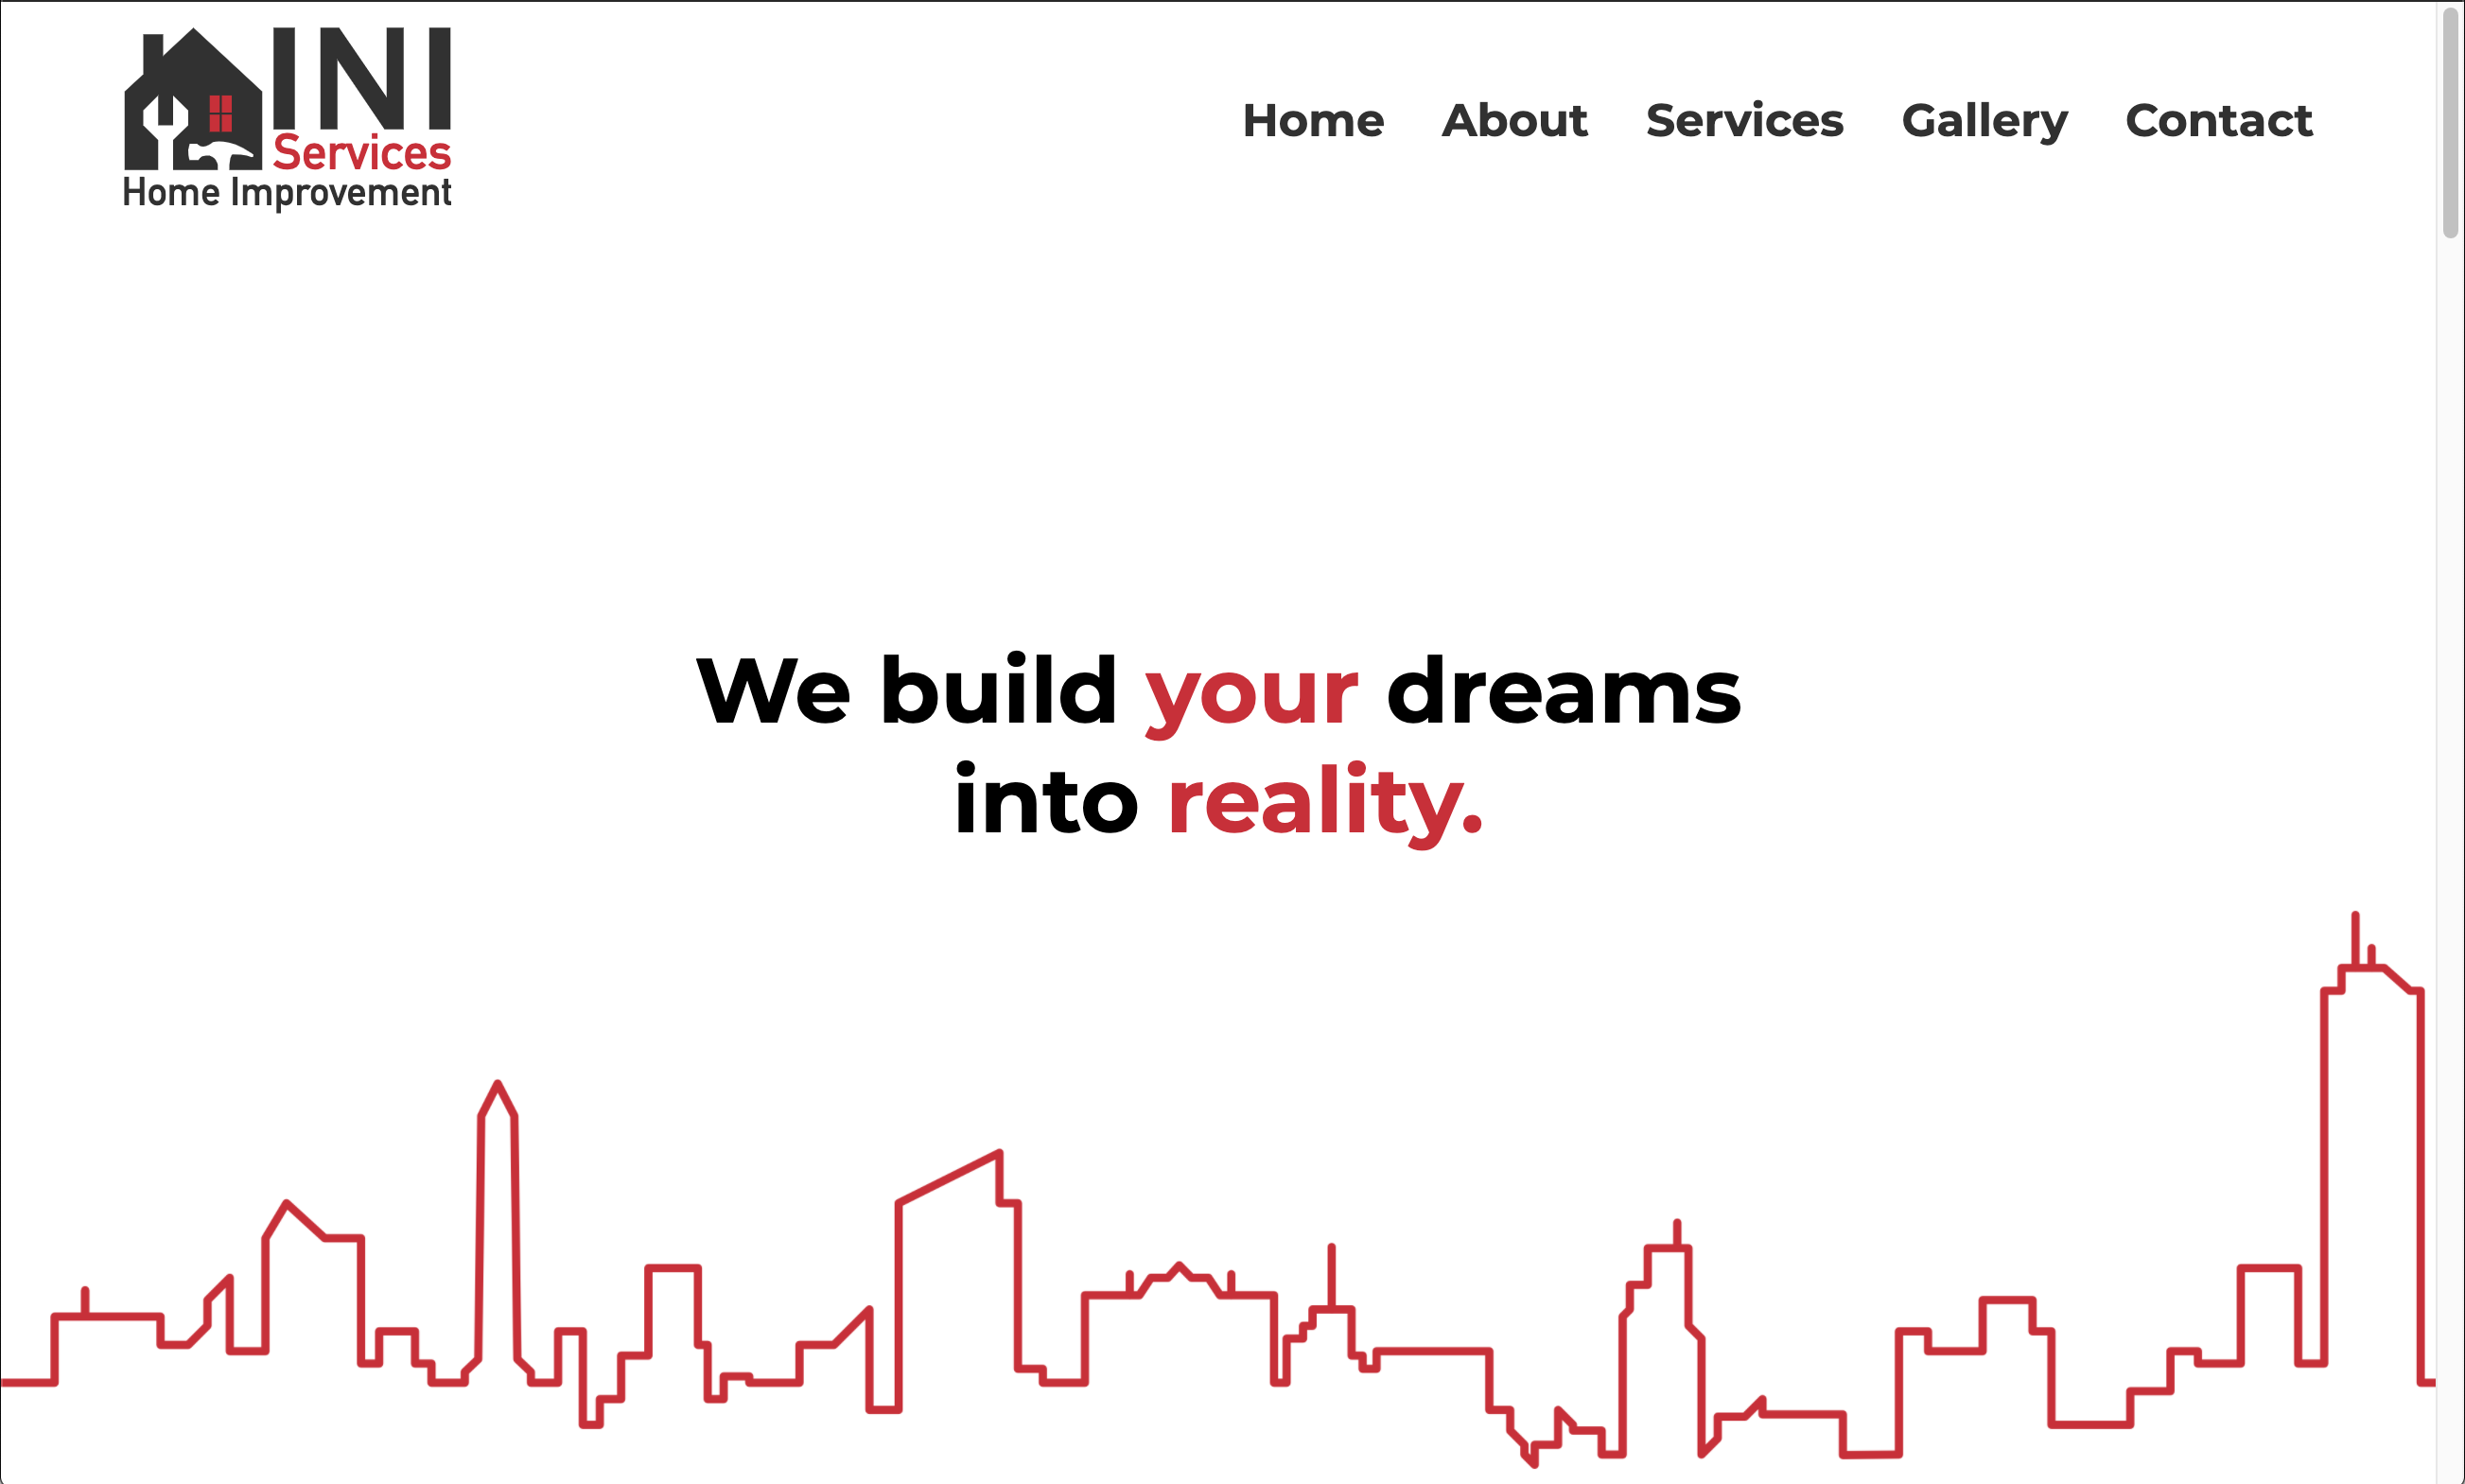 INI
Services
Home Improvement
Home About Services Gallery Contact
We build your dreams
into reality.